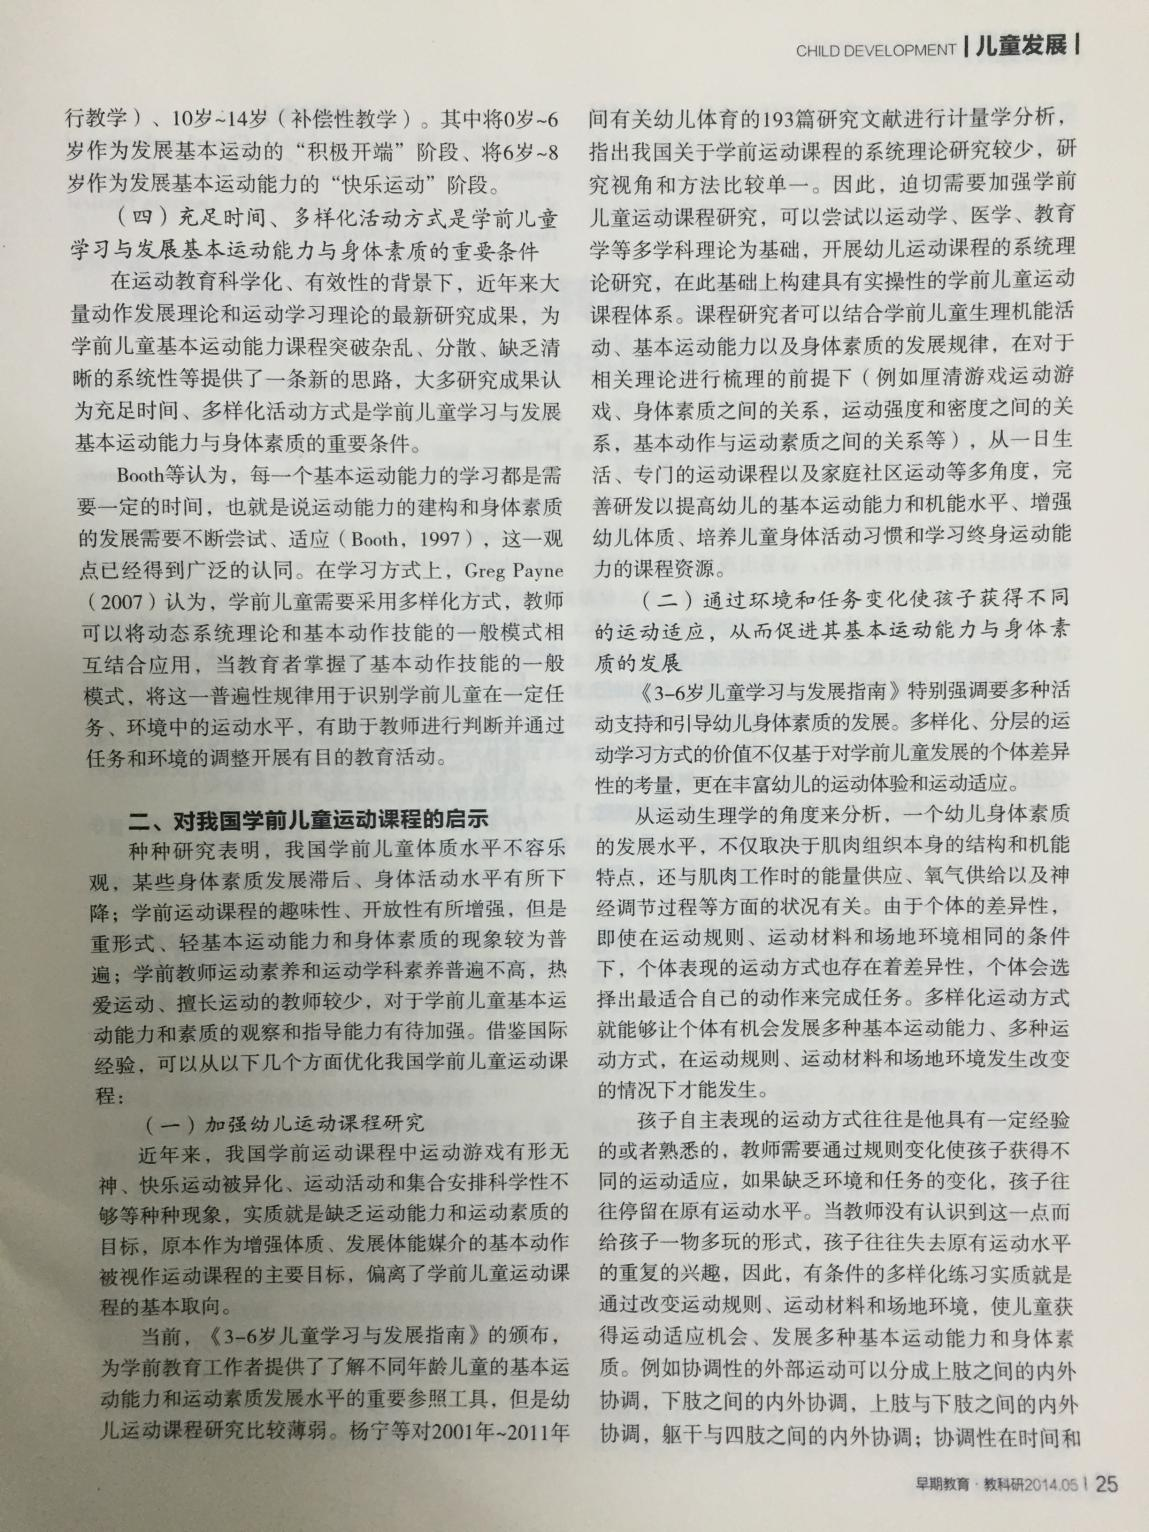 CHILD DEVELOPMENT | 儿童发展 |
行教学）、10岁~14岁（补偿性教学）。其中将0岁~6
岁作为发展基本运动的“积极开端”阶段、将6岁~8
岁作为发展基本运动能力的“快乐运动”阶段。
（四）充足时间、多样化活动方式是学前儿童
学习与发展基本运动能力与身体素质的重要条件
在运动教育科学化、有效性的背景下，近年来大
量动作发展理论和运动学习理论的最新研究成果，为
学前儿童基本运动能力课程突破杂乱、分散、缺乏清
晰的系统性等提供了一条新的思路，大多研究成果认
为充足时间、多样化活动方式是学前儿童学习与发展
基本运动能力与身体素质的重要条件。
Booth等认为，每一个基本运动能力的学习都是需
要一定的时间，也就是说运动能力的建构和身体素质
的发展需要不断尝试、适应（Booth，1997），这一观
点已经得到广泛的认同。在学习方式上，Greg Payne
（2007）认为，学前儿童需要采用多样化方式，教师
可以将动态系统理论和基本动作技能的一般模式相
互结合应用，当教育者掌握了基本动作技能的一般
模式，将这一普遍性规律用于识别学前儿童在一定任
务、环境中的运动水平，有助于教师进行判断并通过
任务和环境的调整开展有目的教育活动。
二、对我国学前儿童运动课程的启示
种种研究表明，我国学前儿童体质水平不容乐
观，某些身体素质发展滞后、身体活动水平有所下
降；学前运动课程的趣味性、开放性有所增强，但是
重形式、轻基本运动能力和身体素质的现象较为普
遍；学前教师运动素养和运动学科素养普遍不高，热
爱运动、擅长运动的教师较少，对于学前儿童基本运
动能力和素质的观察和指导能力有待加强。借鉴国际
经验，可以从以下几个方面优化我国学前儿童运动课
程：
（一）加强幼儿运动课程研究
近年来，我国学前运动课程中运动游戏有形无
神、快乐运动被异化、运动活动和集合安排科学性不
够等种种现象，实质就是缺乏运动能力和运动素质的
目标，原本作为增强体质、发展体能媒介的基本动作
被视作运动课程的主要目标，偏离了学前儿童运动课
程的基本取向。
当前，《3-6岁儿童学习与发展指南》的颁布，
为学前教育工作者提供了了解不同年龄儿童的基本运
动能力和运动素质发展水平的重要参照工具，但是幼
儿运动课程研究比较薄弱。杨宁等对2001年~2011年
间有关幼儿体育的193篇研究文献进行计量学分析，
指出我国关于学前运动课程的系统理论研究较少，研
究视角和方法比较单一。因此，迫切需要加强学前
儿童运动课程研究，可以尝试以运动学、医学、教育
学等多学科理论为基础，开展幼儿运动课程的系统理
论研究，在此基础上构建具有实操性的学前儿童运动
课程体系。课程研究者可以结合学前儿童生理机能活
动、基本运动能力以及身体素质的发展规律，在对于
相关理论进行梳理的前提下（例如厘清游戏运动游
戏、身体素质之间的关系，运动强度和密度之间的关
系，基本动作与运动素质之间的关系等），从一日生
活、专门的运动课程以及家庭社区运动等多角度，完
善研发以提高幼儿的基本运动能力和机能水平、增强
幼儿体质、培养儿童身体活动习惯和学习终身运动能
力的课程资源。
（二）通过环境和任务变化使孩子获得不同
的运动适应，从而促进其基本运动能力与身体素
质的发展
《3-6岁儿童学习与发展指南》特别强调要多种活
动支持和引导幼儿身体素质的发展。多样化、分层的运
动学习方式的价值不仅基于对学前儿童发展的个体差异
性的考量，更在丰富幼儿的运动体验和运动适应。
从运动生理学的角度来分析，一个幼儿身体素质
的发展水平，不仅取决于肌肉组织本身的结构和机能
特点，还与肌肉工作时的能量供应、氧气供给以及神
经调节过程等方面的状况有关。由于个体的差异性，
即使在运动规则、运动材料和场地环境相同的条件
下，个体表现的运动方式也存在着差异性，个体会选
择出最适合自己的动作来完成任务。多样化运动方式
就能够让个体有机会发展多种基本运动能力、多种运
动方式，在运动规则、运动材料和场地环境发生改变
的情况下才能发生。
孩子自主表现的运动方式往往是他具有一定经验
的或者熟悉的，教师需要通过规则变化使孩子获得不
同的运动适应，如果缺乏环境和任务的变化，孩子往
往停留在原有运动水平。当教师没有认识到这一点而
给孩子一物多玩的形式，孩子往往失去原有运动水平
的重复的兴趣，因此，有条件的多样化练习实质就是
通过改变运动规则、运动材料和场地环境，使儿童获
得运动适应机会、发展多种基本运动能力和身体素
质。例如协调性的外部运动可以分成上肢之间的内外
协调，下肢之间的内外协调，上肢与下肢之间的内外
协调，躯干与四肢之间的内外协调；协调性在时间和
早期教育·教科研2014.05 | 25